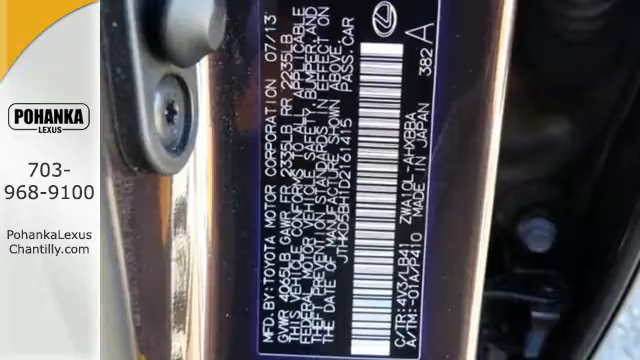 POHANKA
LEXUS
703-
968-9100
PohankaLexus
Chantilly.com
MFD.BY:TOYOTA MOTOR CORPORATION 07/13
GVWR 4065LB GAWR FR 2335LB RR 2235LB
THIS VEHICLE CONFORMS TO ALL APPLICABLE
FEDERAL MOTOR VEHICLE SAFETY, BUMPER, AND
THEFT PREVENTION STANDARDS IN EFFECT ON
THE DATE OF MANUFACTURE SHOWN ABOVE.
JTHKD5BH1D2161415 PASS.CAR
C/TR:4V3/LB41 ZWA10L-AHXBBA
A/TM:-01A/P410 MADE IN JAPAN
382 A